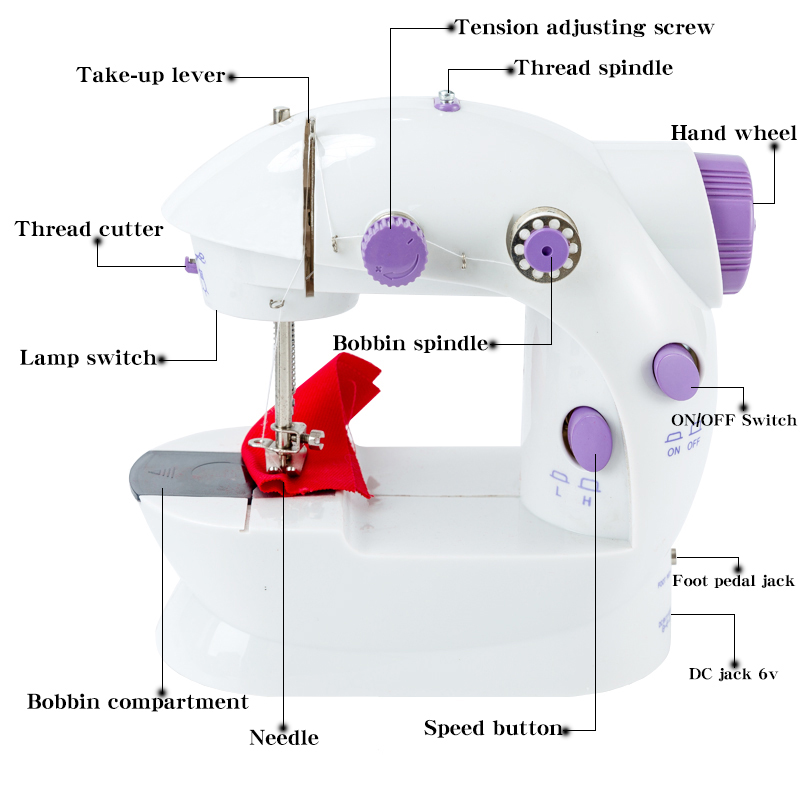 Tension adjusting screw
Take-up lever
Thread spindle
Hand wheel
Thread cutter
Bobbin spindle
Lamp switch
ON/OFF Switch
ON OFF
L H
Foot pedal jack
DC jack 6v
Bobbin compartment
Speed button
Needle